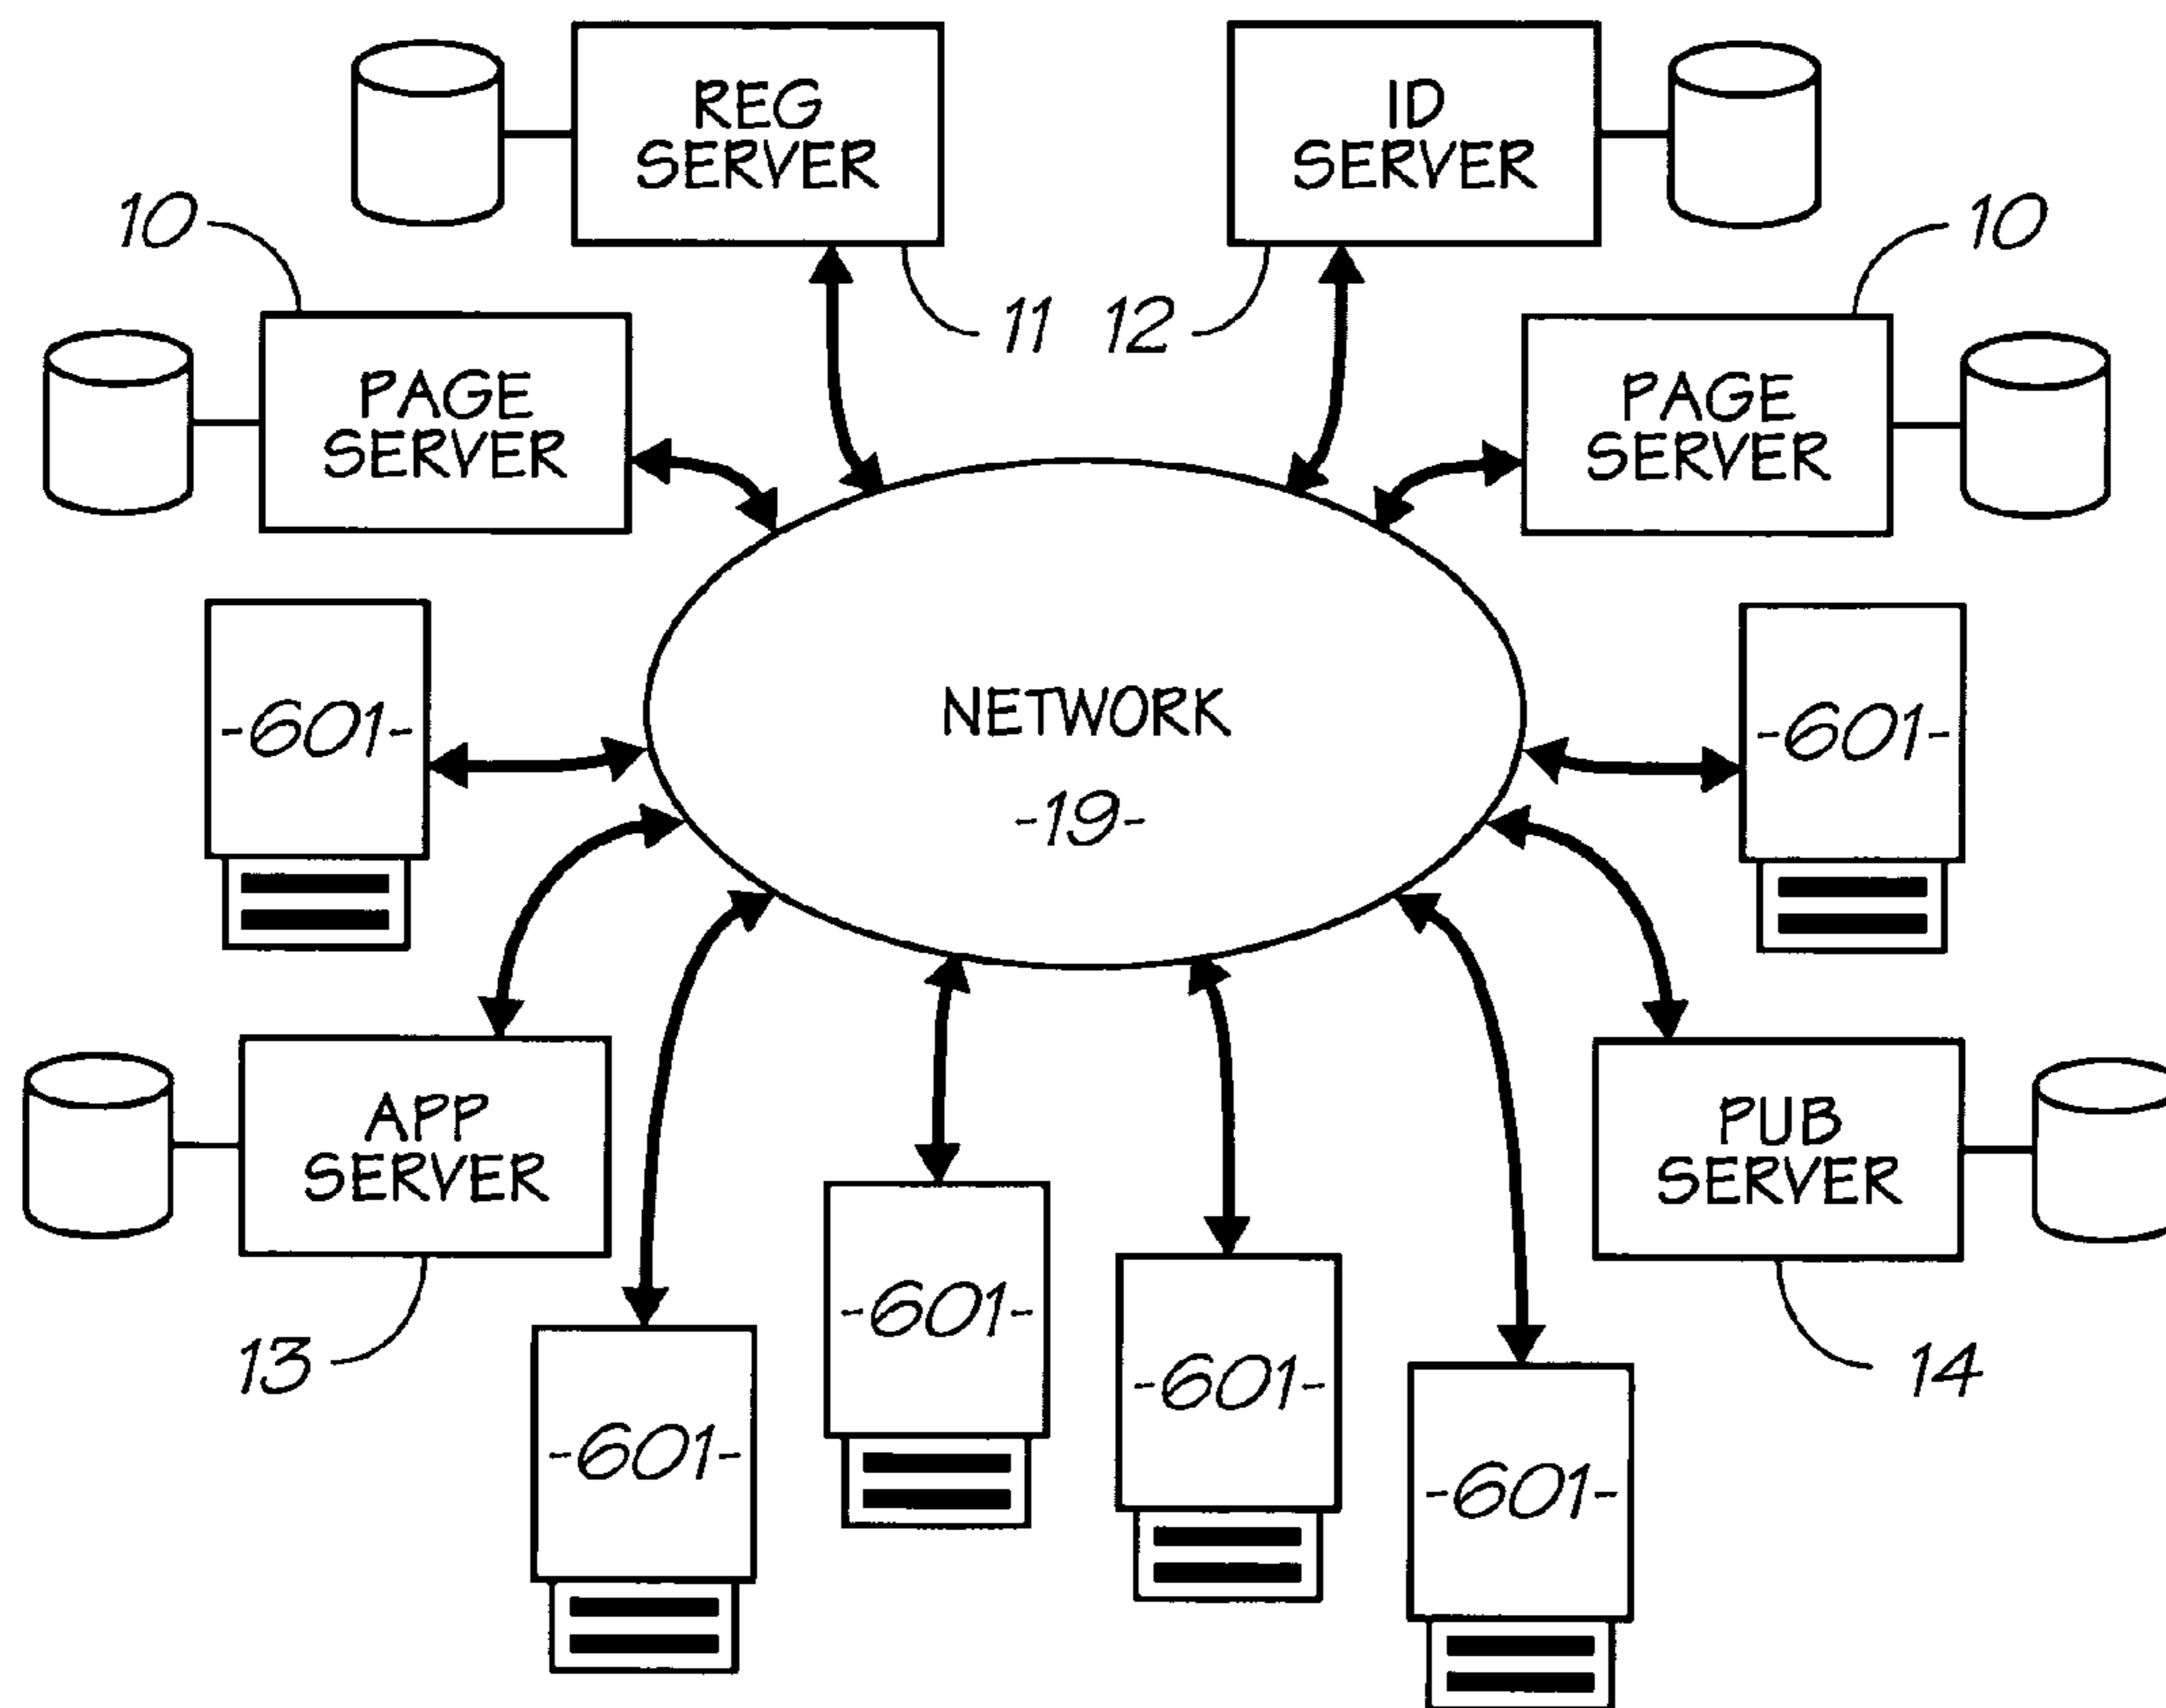 REG
SERVER
ID
SERVER
10
10
11
12
PAGE
SERVER
PAGE
SERVER
-601-
NETWORK
-19-
-601-
APP
SERVER
PUB
SERVER
13
-601-
-601-
-601-
-601-
14